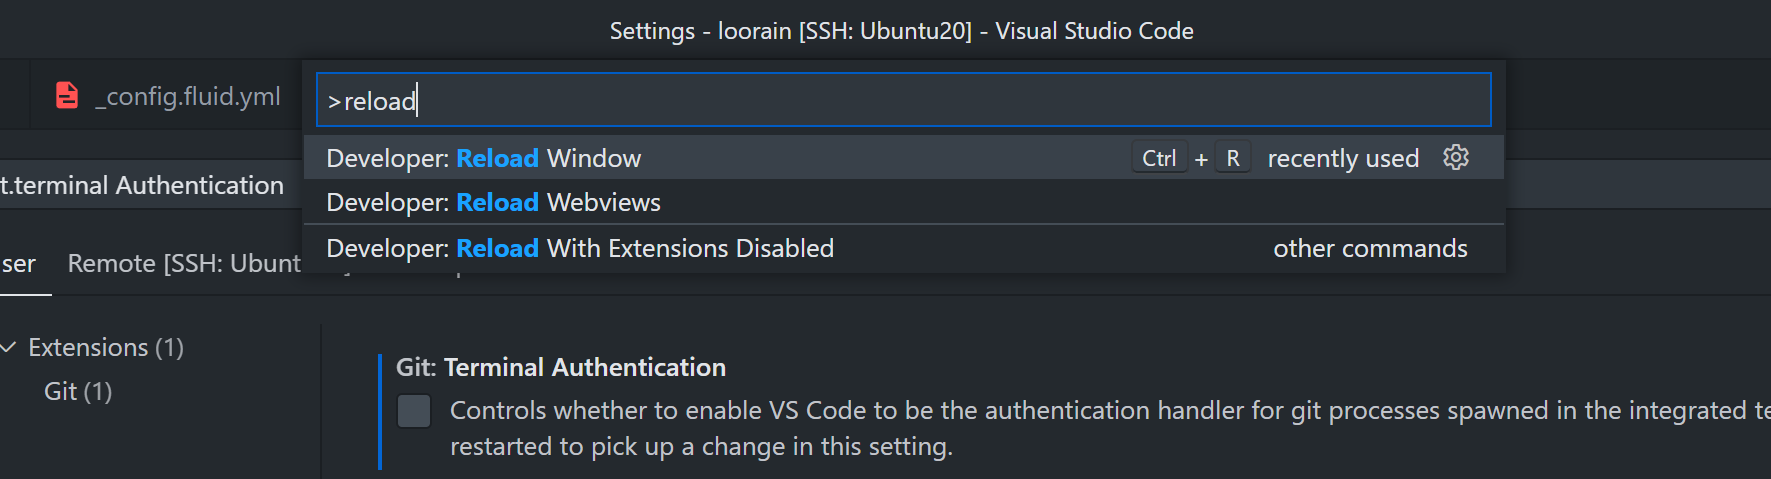 Settings - loorain [SSH: Ubuntu20] - Visual Studio Code
_config.fluid.yml
>reload
Developer: Reload Window Ctrl + R recently used
t.terminal Authentication
Developer: Reload Webviews
Developer: Reload With Extensions Disabled other commands
ser Remote [SSH: Ubunt
Extensions (1)
Git: Terminal Authentication
Git (1)
Controls whether to enable VS Code to be the authentication handler for git processes spawned in the integrated te
restarted to pick up a change in this setting.